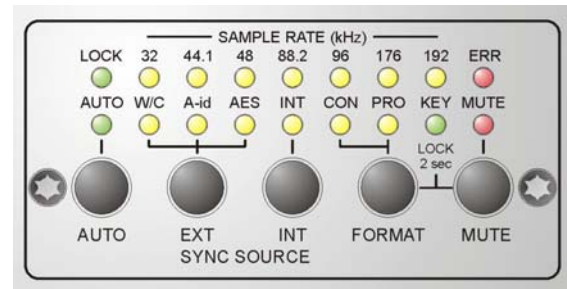 SAMPLE RATE (kHz)
LOCK 32 44.1 48 88.2 96 176 192 ERR
AUTO W/C A-id AES INT CON PRO KEY MUTE
LOCK
2 sec
AUTO EXT INT FORMAT MUTE
SYNC SOURCE